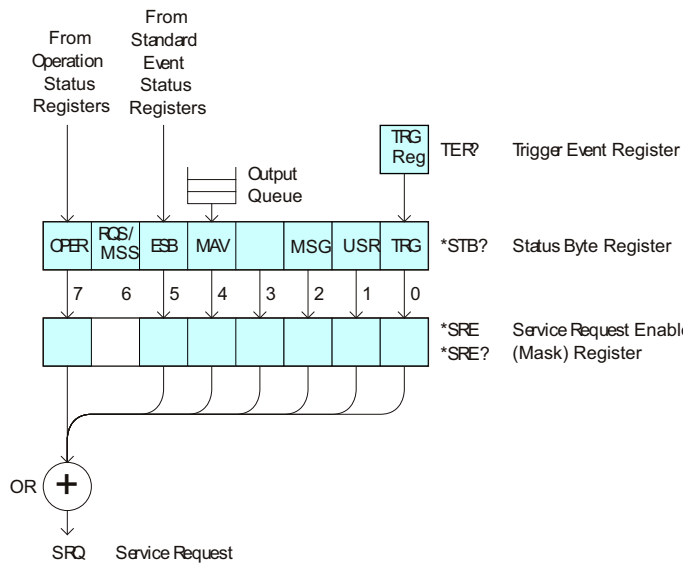 From
Operation
Status
Registers
From
Standard
Event
Status
Registers
TRG
Reg
TER?
Trigger Event Register
Output
Queue
OPER
RQS/
MSS
ESB
MAV
MSG
USR
TRG
*STB?
Status Byte Register
7
6
5
4
3
2
1
0
*SRE
Service Request Enable
*SRE?
(Mask) Register
OR
+
SRQ
Service Request